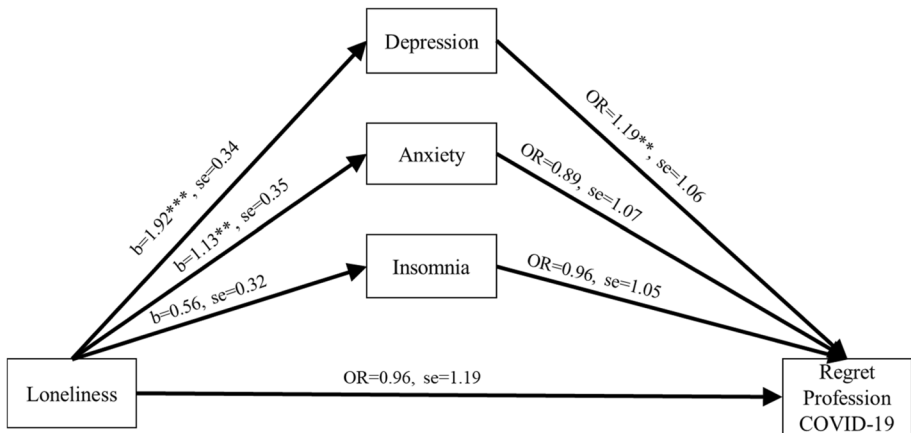 Depression
OR=1.19**, se=1.06
b=1.92***, se=0.34
Anxiety
OR=0.89, se=1.07
b=1.13**, se=0.35
Insomnia
OR=0.96, se=1.05
b=0.56, se=0.32
Loneliness
OR=0.96, se=1.19
Regret
Profession
COVID-19